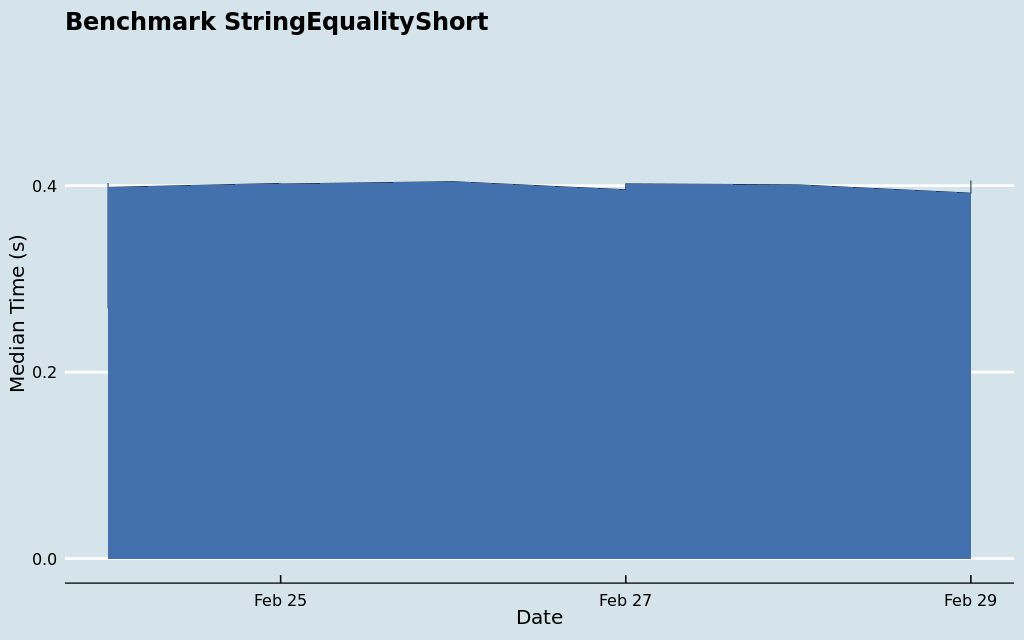 Benchmark StringEqualityShort
Median Time (s)
0.4
0.2
0.0
Feb 25
Feb 27
Feb 29
Date